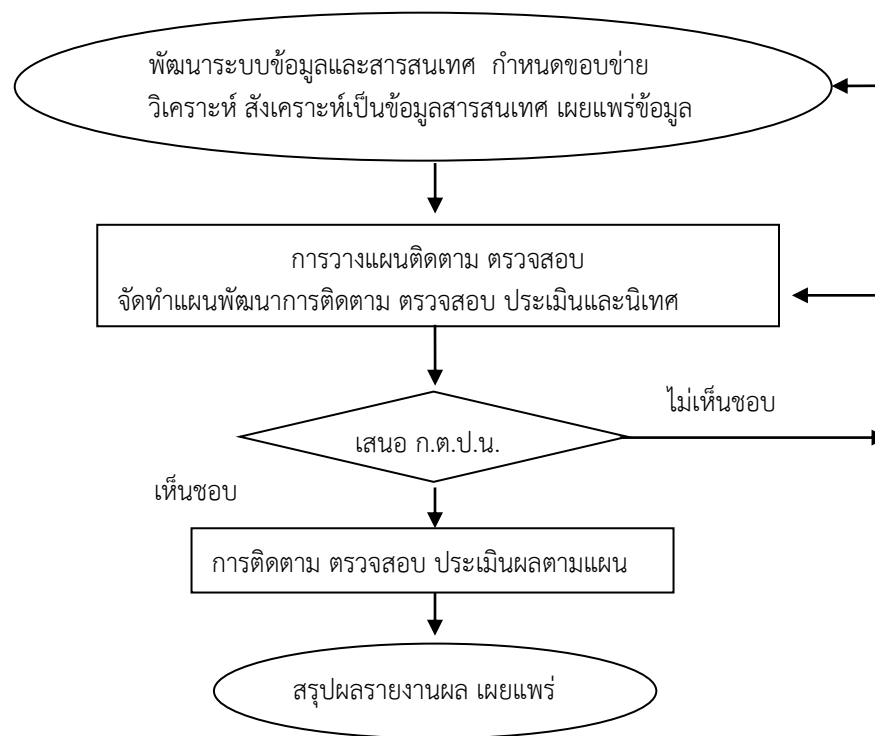 พัฒนาระบบข้อมูลและสารสนเทศ กำหนดขอบข่าย
วิเคราะห์ สังเคราะห์เป็นข้อมูลสารสนเทศ เผยแพร่ข้อมูล
การวางแผนติดตาม ตรวจสอบ
จัดทำแผนพัฒนาการติดตาม ตรวจสอบ ประเมินและนิเทศ
ไม่เห็นชอบ
เสนอ ก.ต.ป.น.
เห็นชอบ
การติดตาม ตรวจสอบ ประเมินผลตามแผน
สรุปผลรายงานผล เผยแพร่